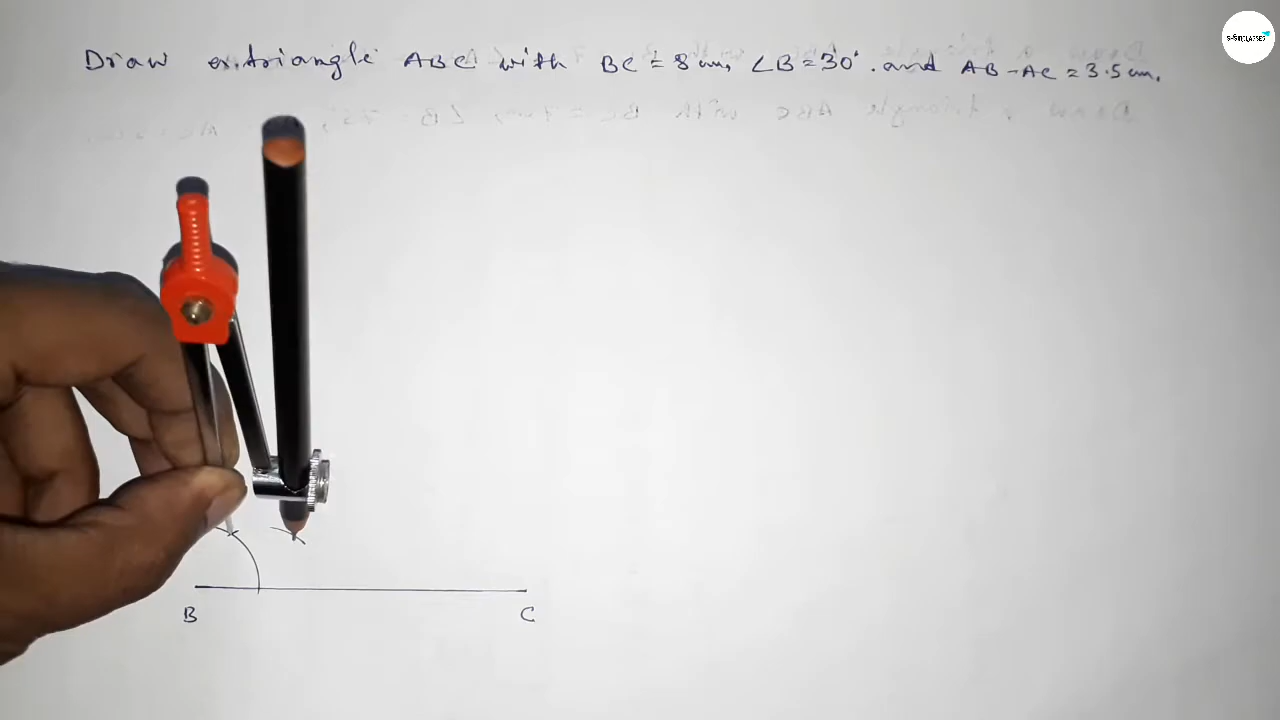 Draw a triangle ABC with BC = 8 cm, ∠B = 30°. and AB - AC = 3.5 cm.
B C